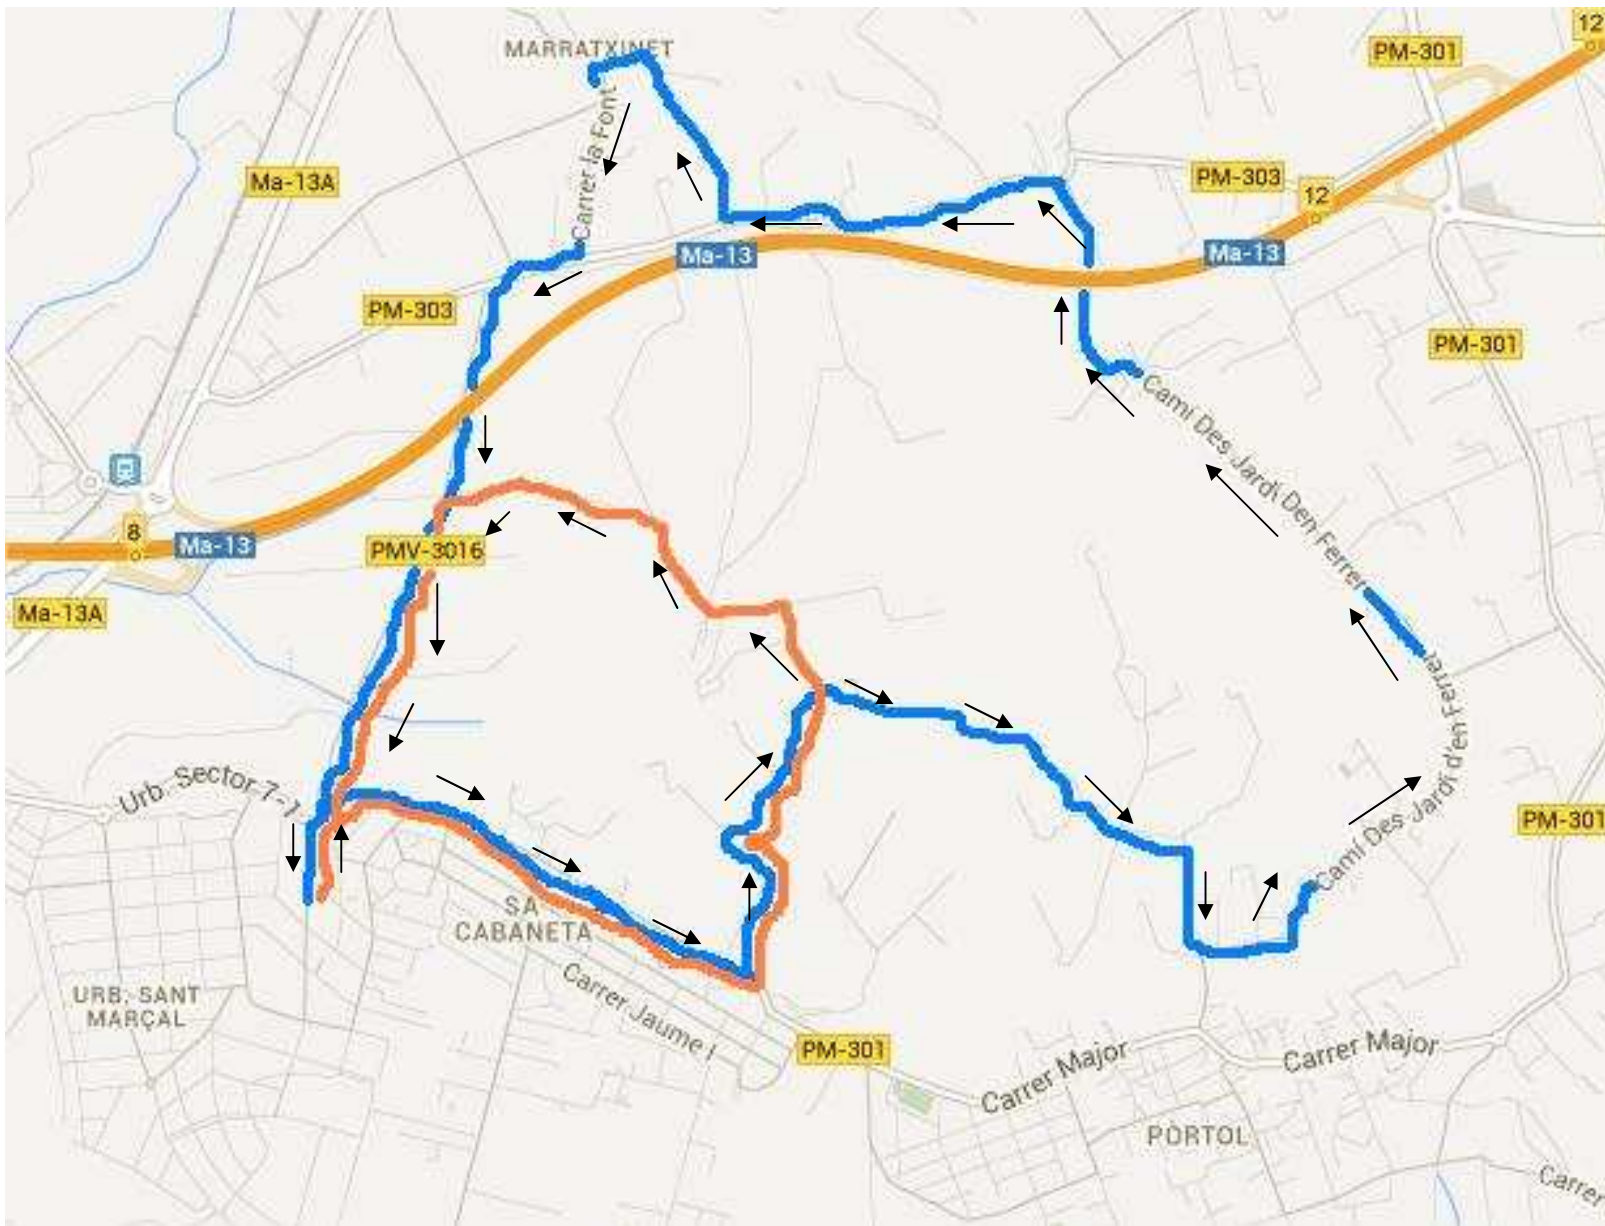 12
PM-301
MARRATXINET
Carrer la Font
Ma-13A
PM-303
12
Ma-13
Ma-13
PM-303
PM-301
Camí Des Jardí Den Ferrer
8
Ma-13
PMV-3016
Ma-13A
Camí Des Jardí d'en Ferrer
Urb. Sector 7-1
PM-301
SA
CABANETA
URB. SANT
MARÇAL
Carrer Jaume I
PM-301
Carrer Major
Carrer Major
PORTOL
Carrer